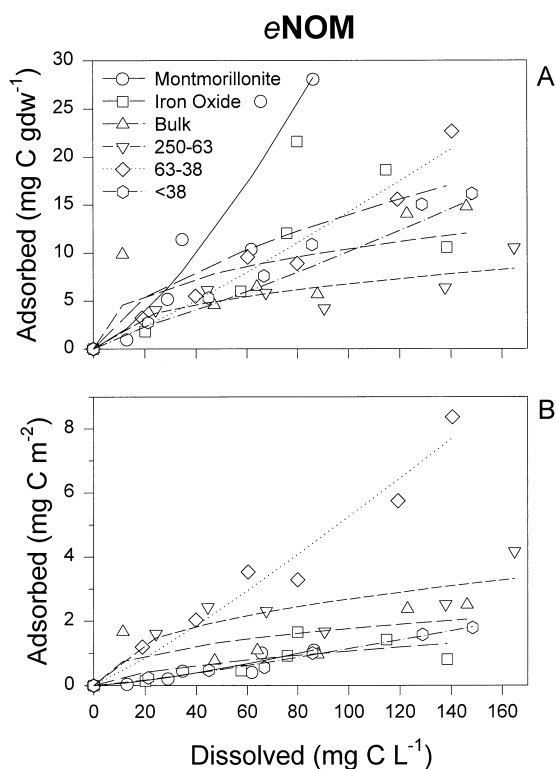 eNOM
A
Adsorbed (mg C gdw⁻¹)
30
25
20
15
10
5
0
Montmorillonite
Iron Oxide
Bulk
250-63
63-38
<38
B
Adsorbed (mg C m⁻²)
8
6
4
2
0
0 20 40 60 80 100 120 140 160
Dissolved (mg C L⁻¹)